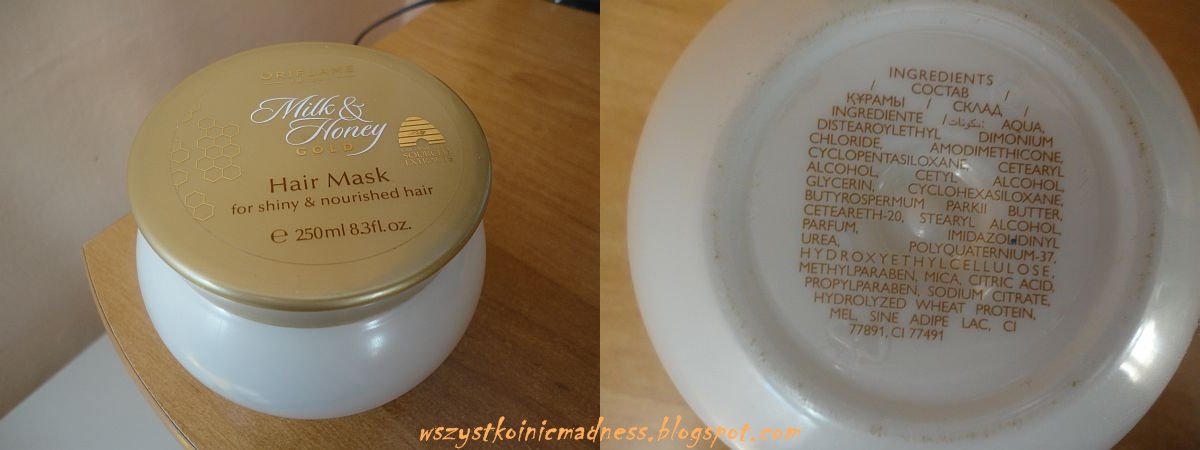 ORIFLAME
Milk &
Honey
GOLD
SOURCED
EXTRACTS
Hair Mask
for shiny & nourished hair
℮ 250ml 8.3fl.oz.
INGREDIENTS
/ СОСТАВ /
ҚҰРАМЫ / СКЛАД /
INGREDIENTE / مكونات: AQUA,
DISTEAROYLETHYL DIMONIUM
CHLORIDE, AMODIMETHICONE,
CYCLOPENTASILOXANE, CETEARYL
ALCOHOL, CETYL ALCOHOL,
GLYCERIN, CYCLOHEXASILOXANE,
BUTYROSPERMUM PARKII BUTTER,
CETEARETH-20, STEARYL ALCOHOL,
PARFUM, IMIDAZOLIDINYL
UREA, POLYQUATERNIUM-37,
HYDROXYETHYLCELLULOSE,
METHYLPARABEN, MICA, CITRIC ACID,
PROPYLPARABEN, SODIUM CITRATE,
HYDROLYZED WHEAT PROTEIN,
MEL, SINE ADIPE LAC, CI
77891, CI 77491
wszystkoinicmadness.blogspot.com